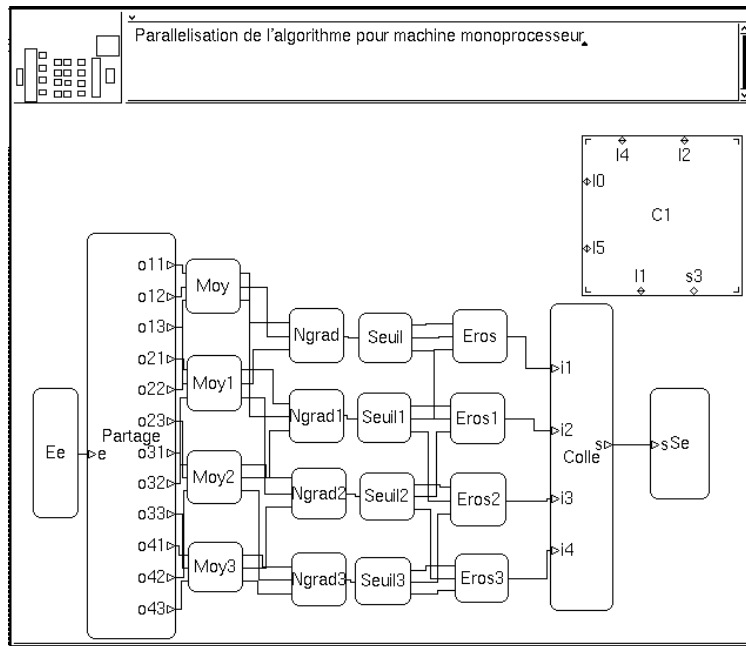 Parallelisation de l'algorithme pour machine monoprocesseur
I4 I2
I0
C1
I5
I1 s3
o11
o12
o13
o21
o22
o23
o31
o32
o33
o41
o42
o43
Partage
e
Ee
Moy
Moy1
Moy2
Moy3
Ngrad
Ngrad1
Ngrad2
Ngrad3
Seuil
Seuil1
Seuil2
Seuil3
Eros
Eros1
Eros2
Eros3
i1
i2
i3
i4
s
Colle
s Se